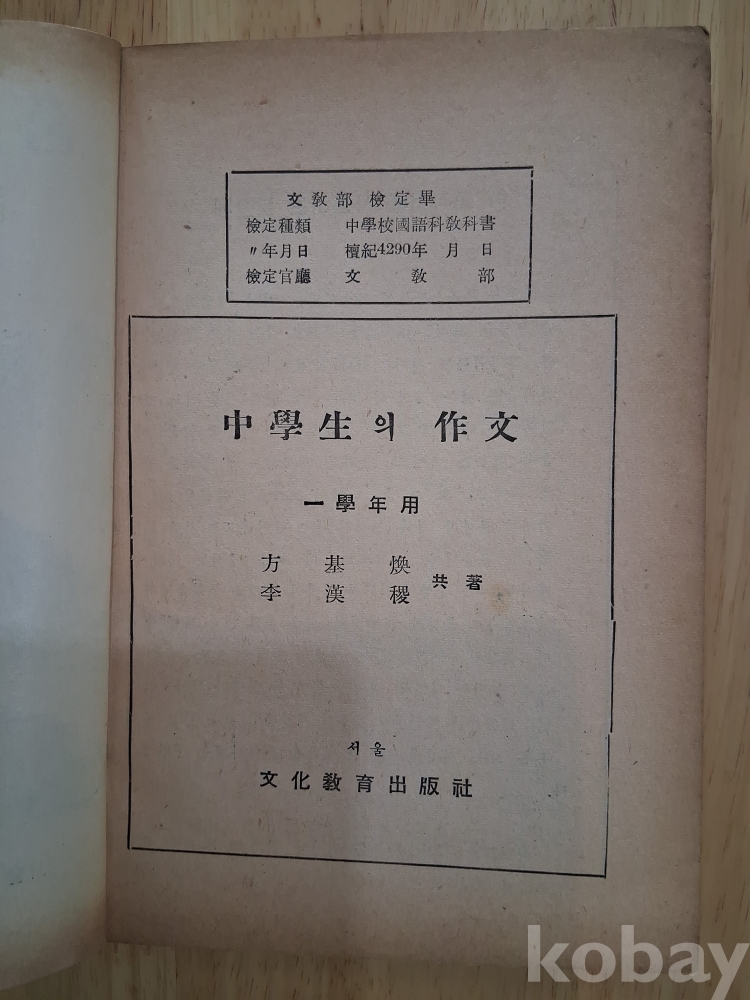 文敎部 檢定畢
檢定種類 中學校國語科敎科書
〃年月日 檀紀4290年 月 日
檢定官廳 文 敎 部
中學生의 作文
一學年用
方 基 煥
李 漢 稷 共著
서울
文化敎育出版社
kobay